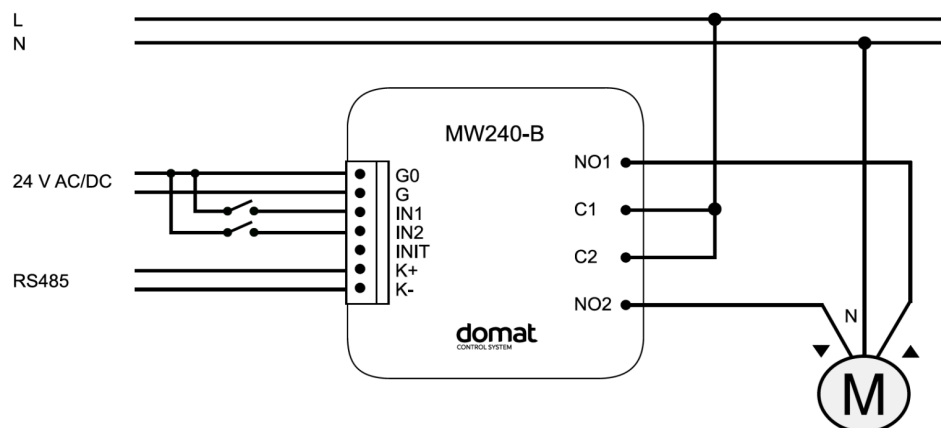 L
N
MW240-B
24 V AC/DC
G0
G
IN1
IN2
INIT
K+
K-
RS485
NO1
C1
C2
NO2
domat
CONTROL SYSTEM
N
M